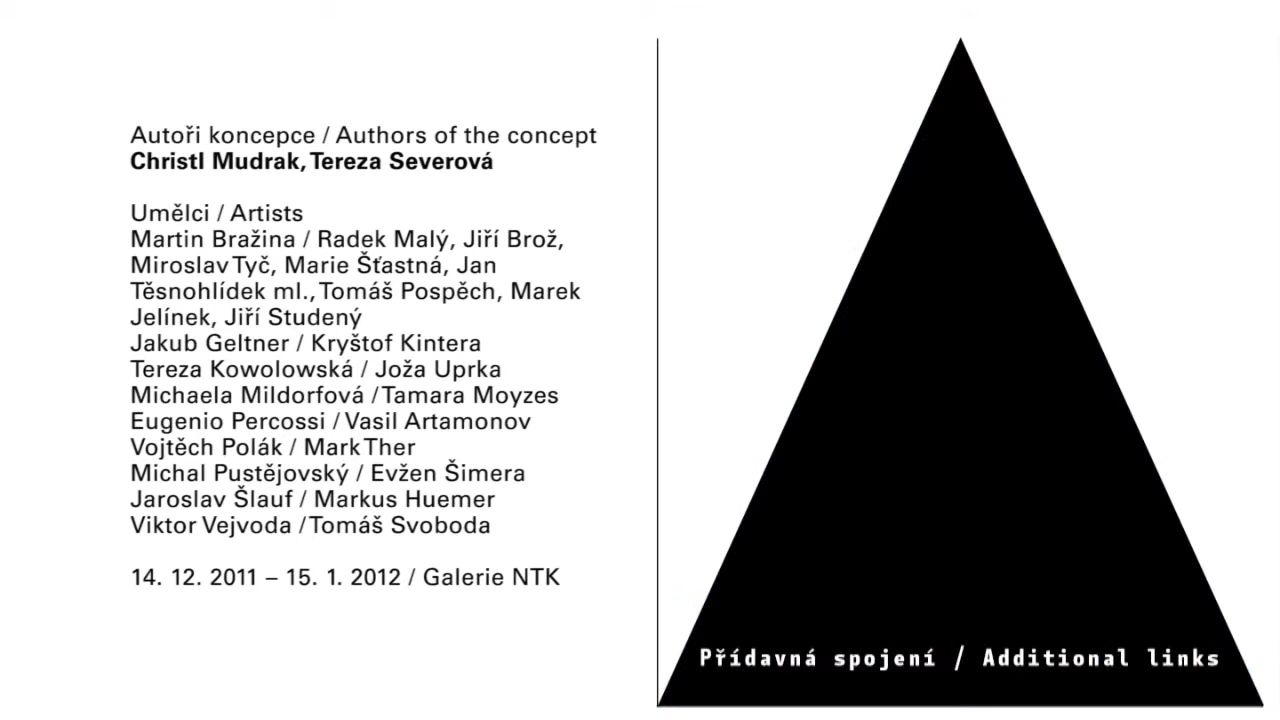 Autoři koncepce / Authors of the concept
Christl Mudrak, Tereza Severová
Umělci / Artists
Martin Bražina / Radek Malý, Jiří Brož,
Miroslav Tyč, Marie Šťastná, Jan
Těsnohlídek ml., Tomáš Pospěch, Marek
Jelínek, Jiří Studený
Jakub Geltner / Kryštof Kintera
Tereza Kowolowská / Joža Uprka
Michaela Mildorfová / Tamara Moyzes
Eugenio Percossi / Vasil Artamonov
Vojtěch Polák / Mark Ther
Michal Pustějovský / Evžen Šimera
Jaroslav Šlauf / Markus Huemer
Viktor Vejvoda / Tomáš Svoboda
14. 12. 2011 – 15. 1. 2012 / Galerie NTK
Přídavná spojení / Additional links